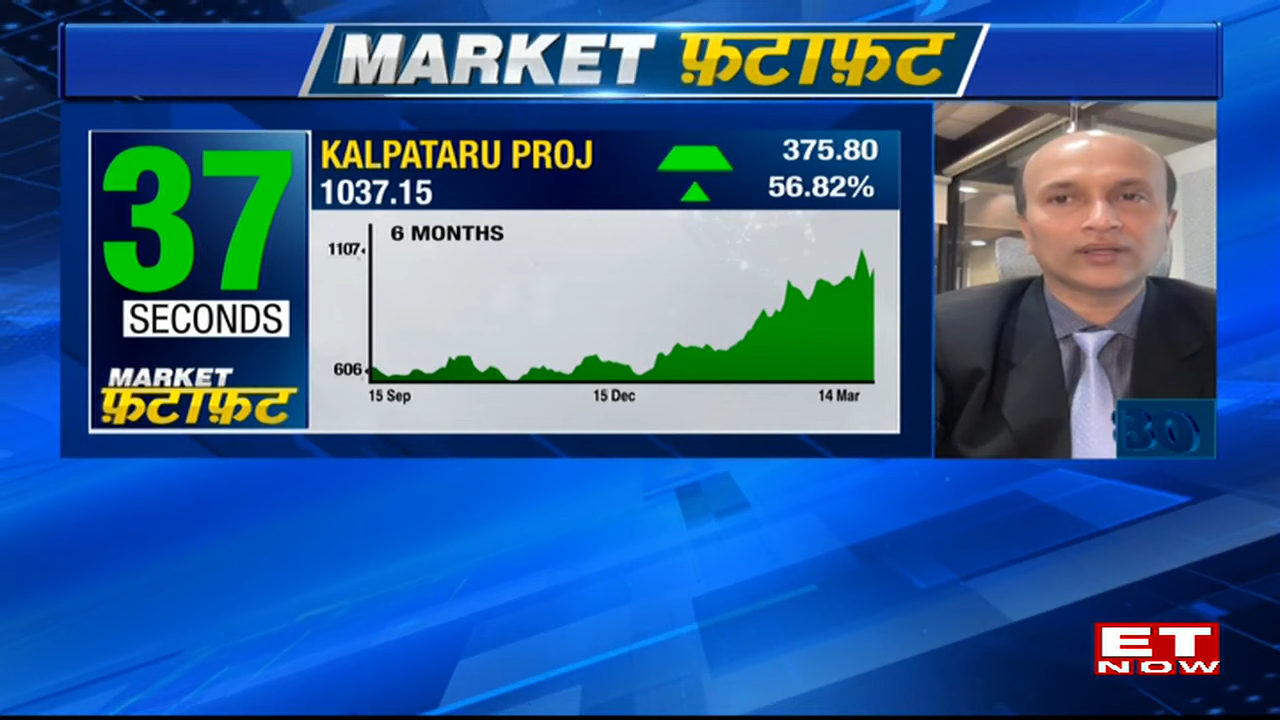 MARKET फ़टाफ़ट
37
SECONDS
MARKET
फ़टाफ़ट
KALPATARU PROJ
1037.15
375.80
56.82%
6 MONTHS
1107
606
15 Sep
15 Dec
14 Mar
30
ET
NOW